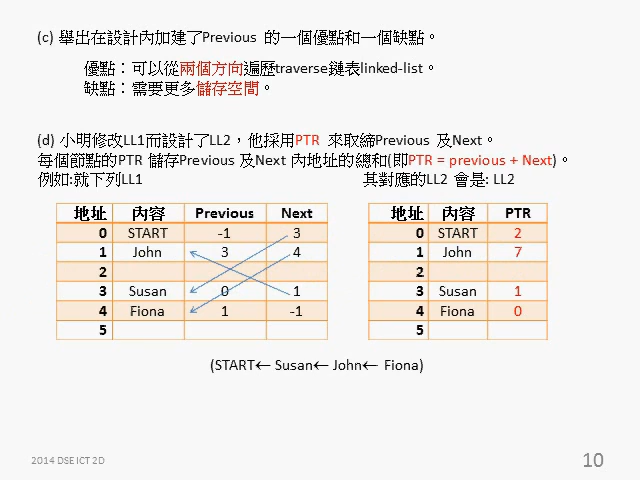 (c) 舉出在設計內加建了Previous 的一個優點和一個缺点。
優點：可以從兩個方向遍歷traverse鏈表linked-list。
缺點：需要更多儲存空間。
(d) 小明修改LL1而設計了LL2，他採用PTR 來取締Previous 及Next。
每個節點的PTR 儲存Previous 及Next 內地址的總和(即PTR = previous + Next)。
例如:就下列LL1 其對應的LL2 會是: LL2
地址 內容 Previous Next 地址 內容 PTR
0 START -1 3 0 START 2
1 John 3 4 1 John 7
2 2
3 Susan 0 1 3 Susan 1
4 Fiona 1 -1 4 Fiona 0
5 5
(START← Susan← John← Fiona)
2014 DSE ICT 2D 10